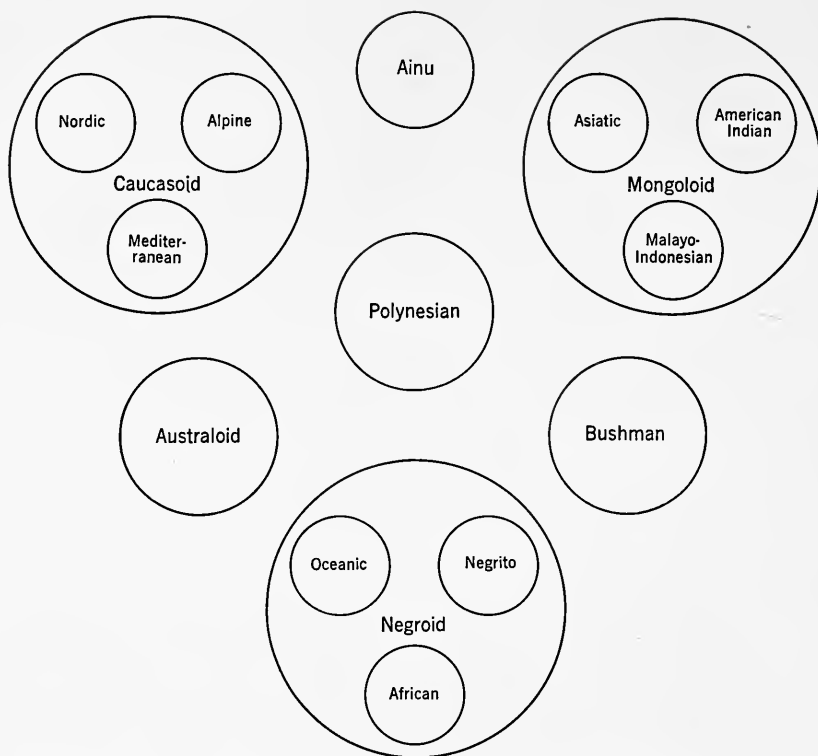 Ainu
Nordic
Alpine
Caucasoid
Mediter-
ranean
Asiatic
American
Indian
Mongoloid
Malayo-
Indonesian
Polynesian
Australoid
Bushman
Oceanic
Negrito
Negroid
African